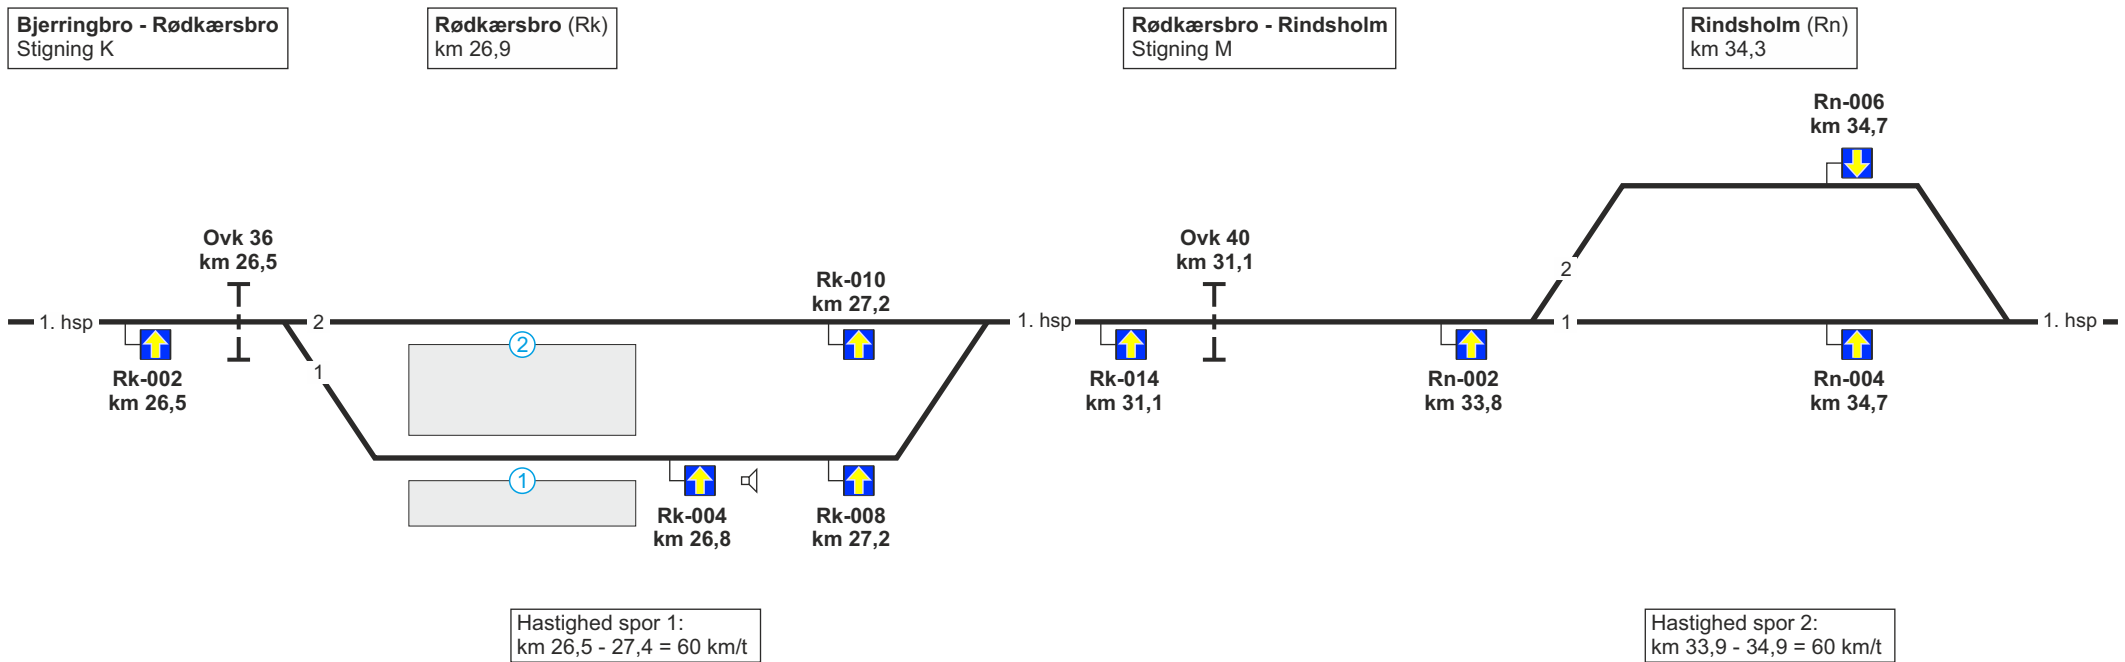 Bjerringbro - Rødkærsbro
Stigning K
Rødkærsbro (Rk)
km 26,9
Rødkærsbro - Rindsholm
Stigning M
Rindsholm (Rn)
km 34,3
Rn-006
km 34,7
Ovk 36
km 26,5
Ovk 40
km 31,1
Rk-010
km 27,2
2
1. hsp
2
1. hsp
1
1. hsp
2
1
Rk-002
km 26,5
Rk-014
km 31,1
Rn-002
km 33,8
Rn-004
km 34,7
1
Rk-004
km 26,8
Rk-008
km 27,2
Hastighed spor 1:
km 26,5 - 27,4 = 60 km/t
Hastighed spor 2:
km 33,9 - 34,9 = 60 km/t